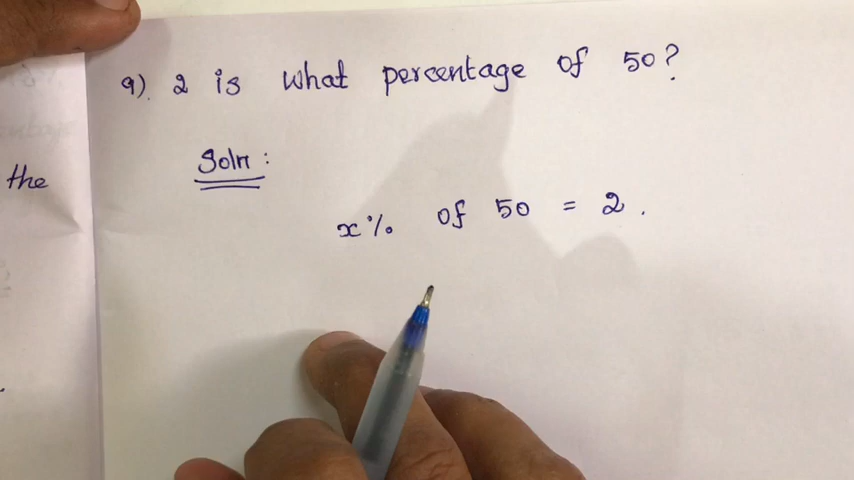 9). 2 is what percentage of 50?
Soln :
the
x% of 50 = 2.